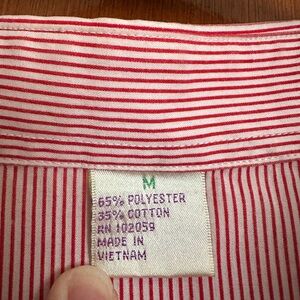 M
65% POLYESTER
35% COTTON
RN 102059
MADE IN
VIETNAM